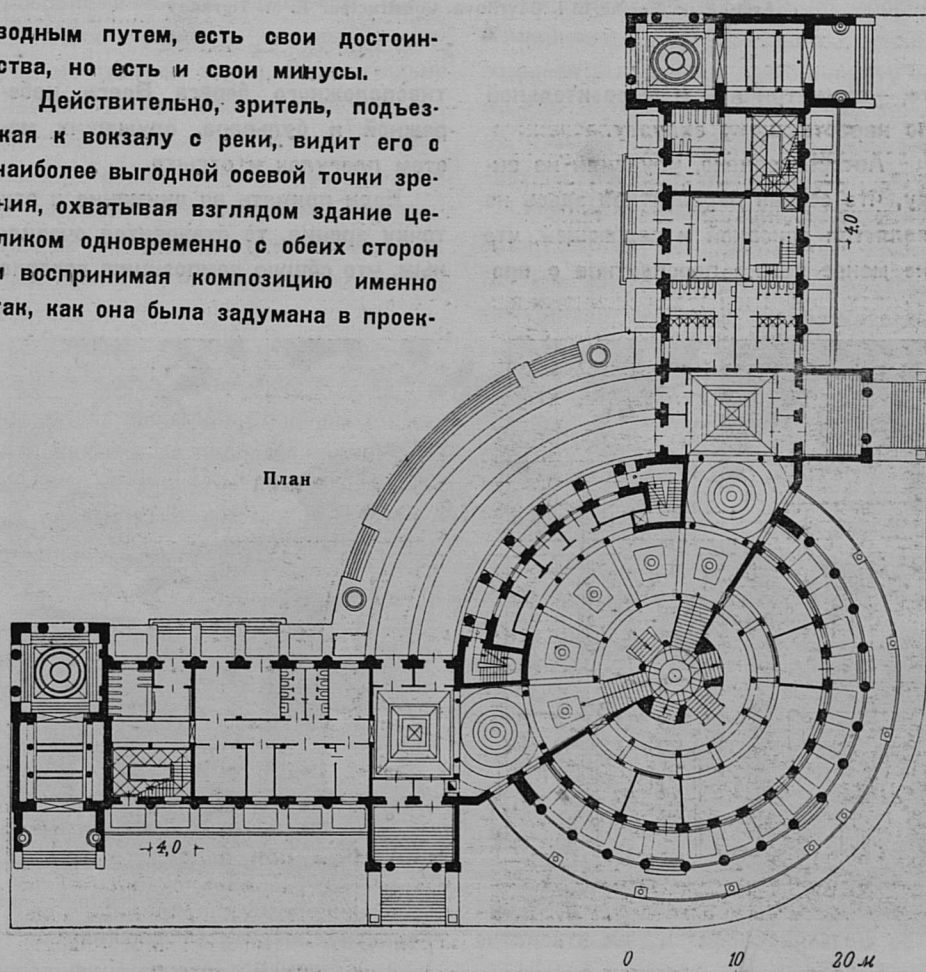 водным путем, есть свои достоин-
ства, но есть и свои минусы.
Действительно, зритель, подъез-
жая к вокзалу с реки, видит его с
наиболее выгодной осевой точки зре-
ния, охватывая взглядом здание це-
ликом одновременно с обеих сторон
и воспринимая композицию именно
так, как она была задумана в проек-
План
4,0
4,0
0 10 20 м